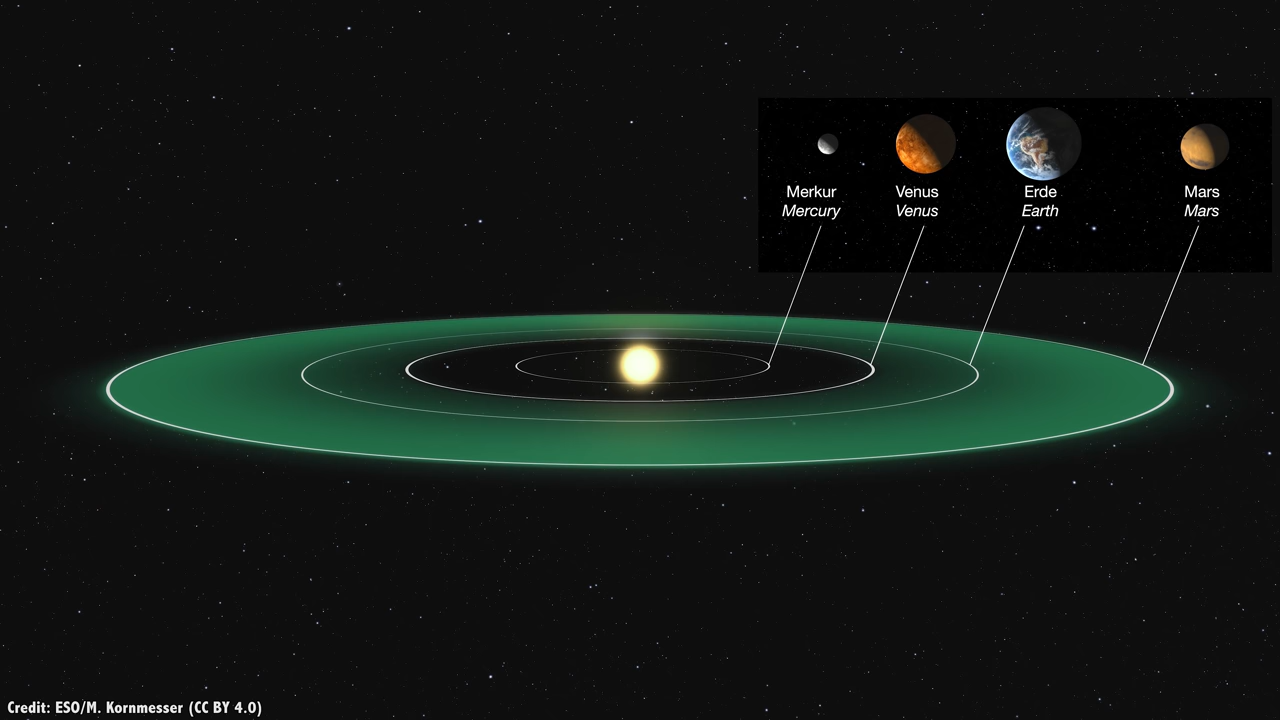 Merkur
Mercury
Venus
Venus
Erde
Earth
Mars
Mars
Credit: ESO/M. Kornmesser (CC BY 4.0)